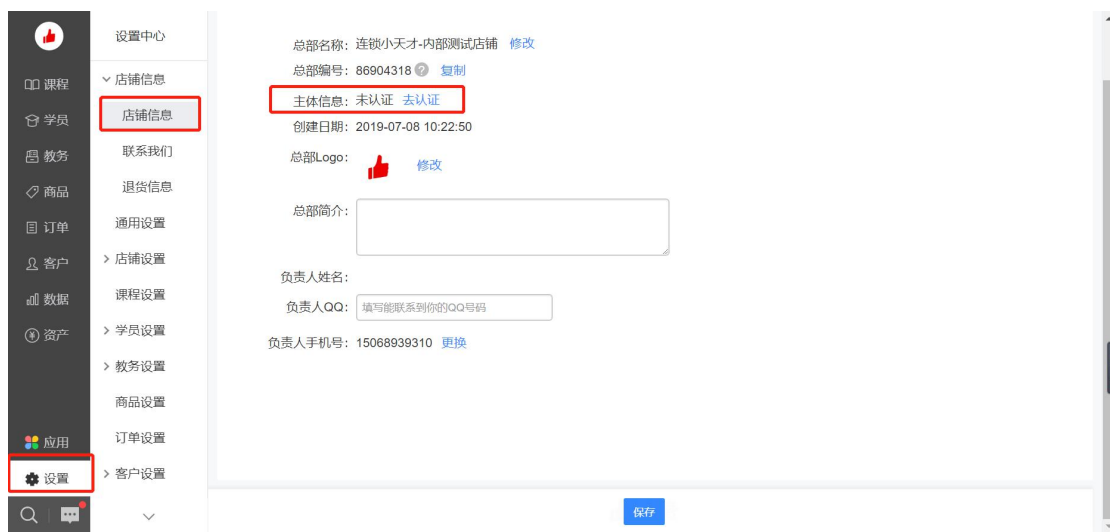 设置中心
课程
学员
教务
商品
订单
客户
数据
资产
应用
设置
店铺信息
店铺信息
联系我们
退货信息
通用设置
店铺设置
课程设置
学员设置
教务设置
商品设置
订单设置
客户设置
总部名称: 连锁小天才-内部测试店铺 修改
总部编号: 86904318 ? 复制
主体信息: 未认证 去认证
创建日期: 2019-07-08 10:22:50
总部Logo: 修改
总部简介:
负责人姓名:
负责人QQ: 填写能联系到你的QQ号码
负责人手机号: 15068939310 更换
保存